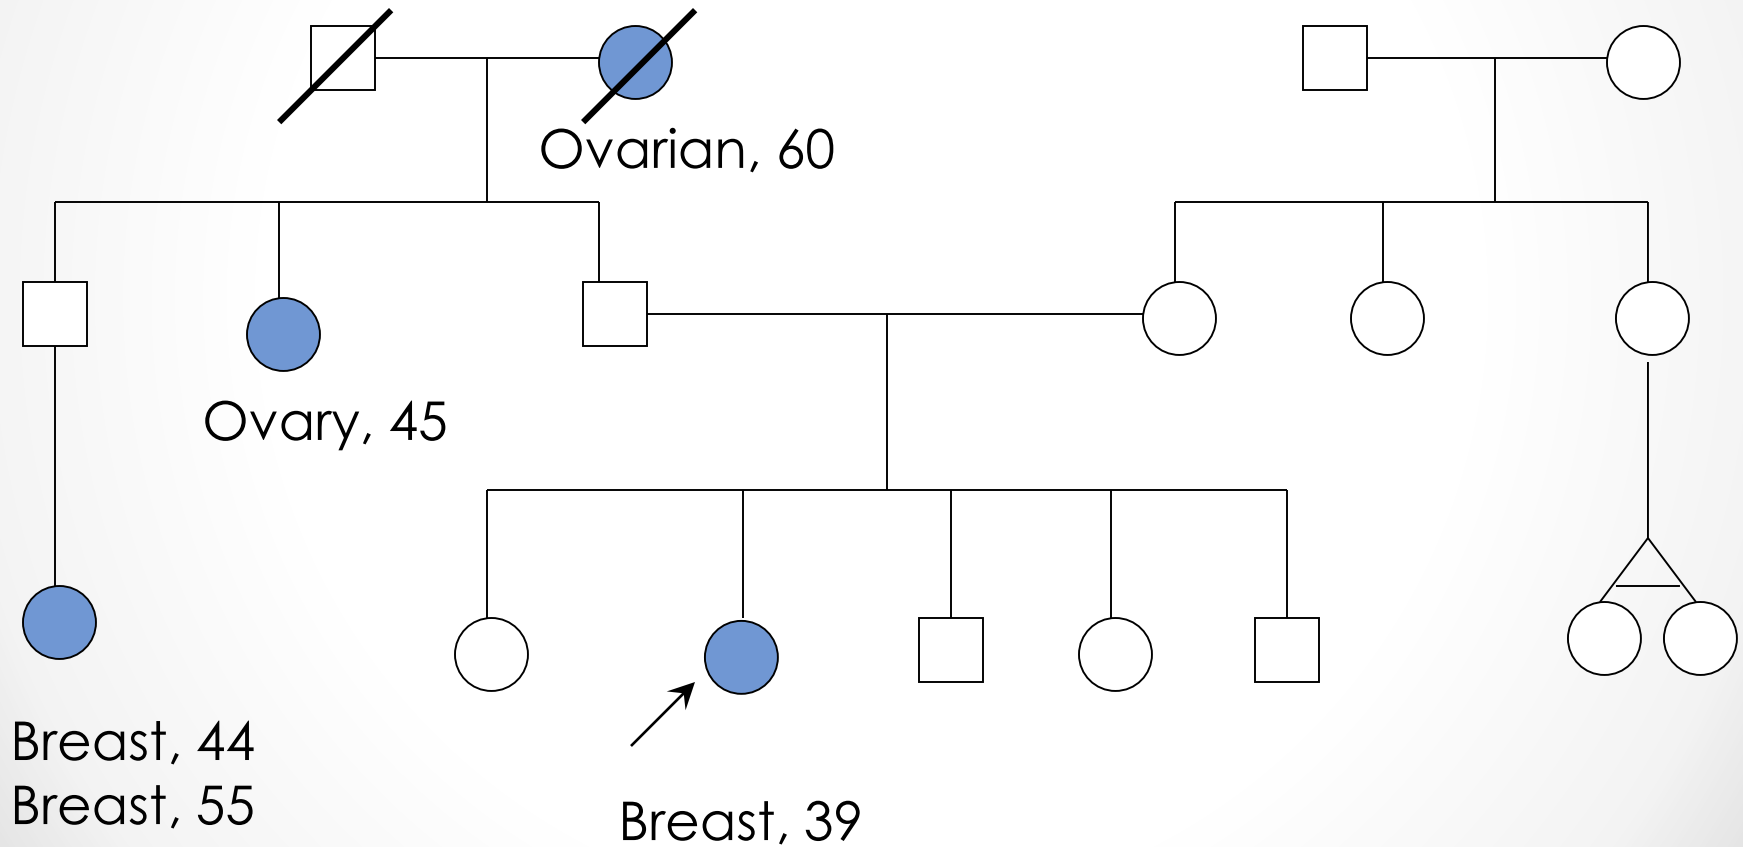 Ovarian, 60
Ovary, 45
Breast, 44
Breast, 55
Breast, 39